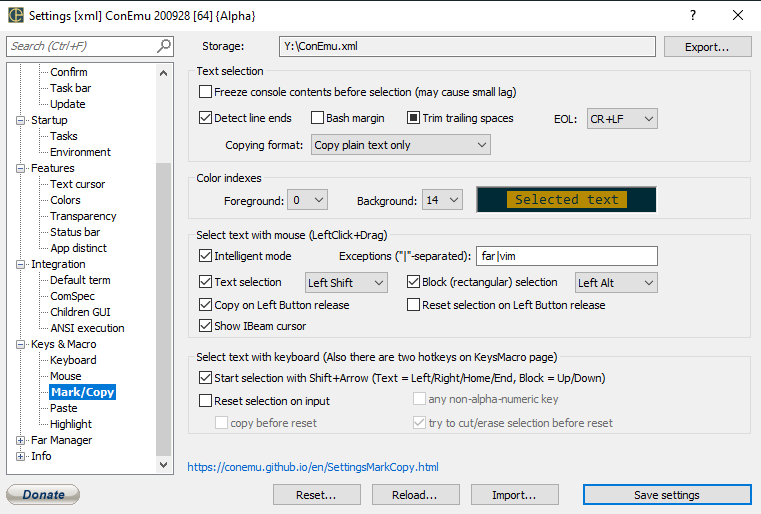 Settings [xml] ConEmu 200928 [64] {Alpha}
Search (Ctrl+F)
Storage:
Y:\ConEmu.xml
Export...
Confirm
Task bar
Update
Startup
Tasks
Environment
Features
Text cursor
Colors
Transparency
Status bar
App distinct
Integration
Default term
ComSpec
Children GUI
ANSI execution
Keys & Macro
Keyboard
Mouse
Mark/Copy
Paste
Highlight
Far Manager
Info
Text selection
Freeze console contents before selection (may cause small lag)
Detect line ends
Bash margin
Trim trailing spaces
EOL:
CR+LF
Copying format:
Copy plain text only
Color indexes
Foreground:
0
Background:
14
Selected text
Select text with mouse (LeftClick+Drag)
Intelligent mode
Exceptions ("|"-separated):
far|vim
Text selection
Left Shift
Block (rectangular) selection
Left Alt
Copy on Left Button release
Reset selection on Left Button release
Show IBeam cursor
Select text with keyboard (Also there are two hotkeys on KeysMacro page)
Start selection with Shift+Arrow (Text = Left/Right/Home/End, Block = Up/Down)
Reset selection on input
any non-alpha-numeric key
copy before reset
try to cut/erase selection before reset
https://conemu.github.io/en/SettingsMarkCopy.html
Donate
Reset...
Reload...
Import...
Save settings